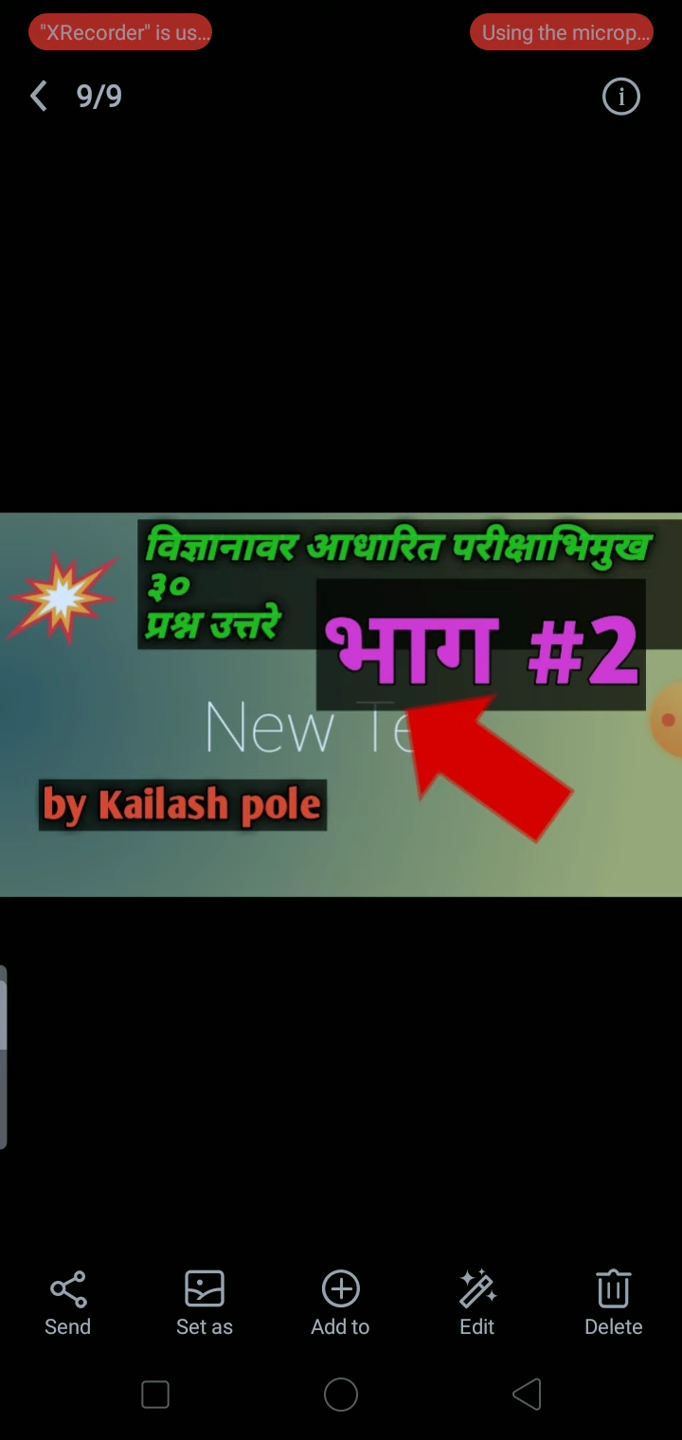 "XRecorder" is us...
Using the microp...
9/9
विज्ञानावर आधारित परीक्षाभिमुख
३०
प्रश्न उत्तरे
भाग #2
New Te
by Kailash pole
Send
Set as
Add to
Edit
Delete